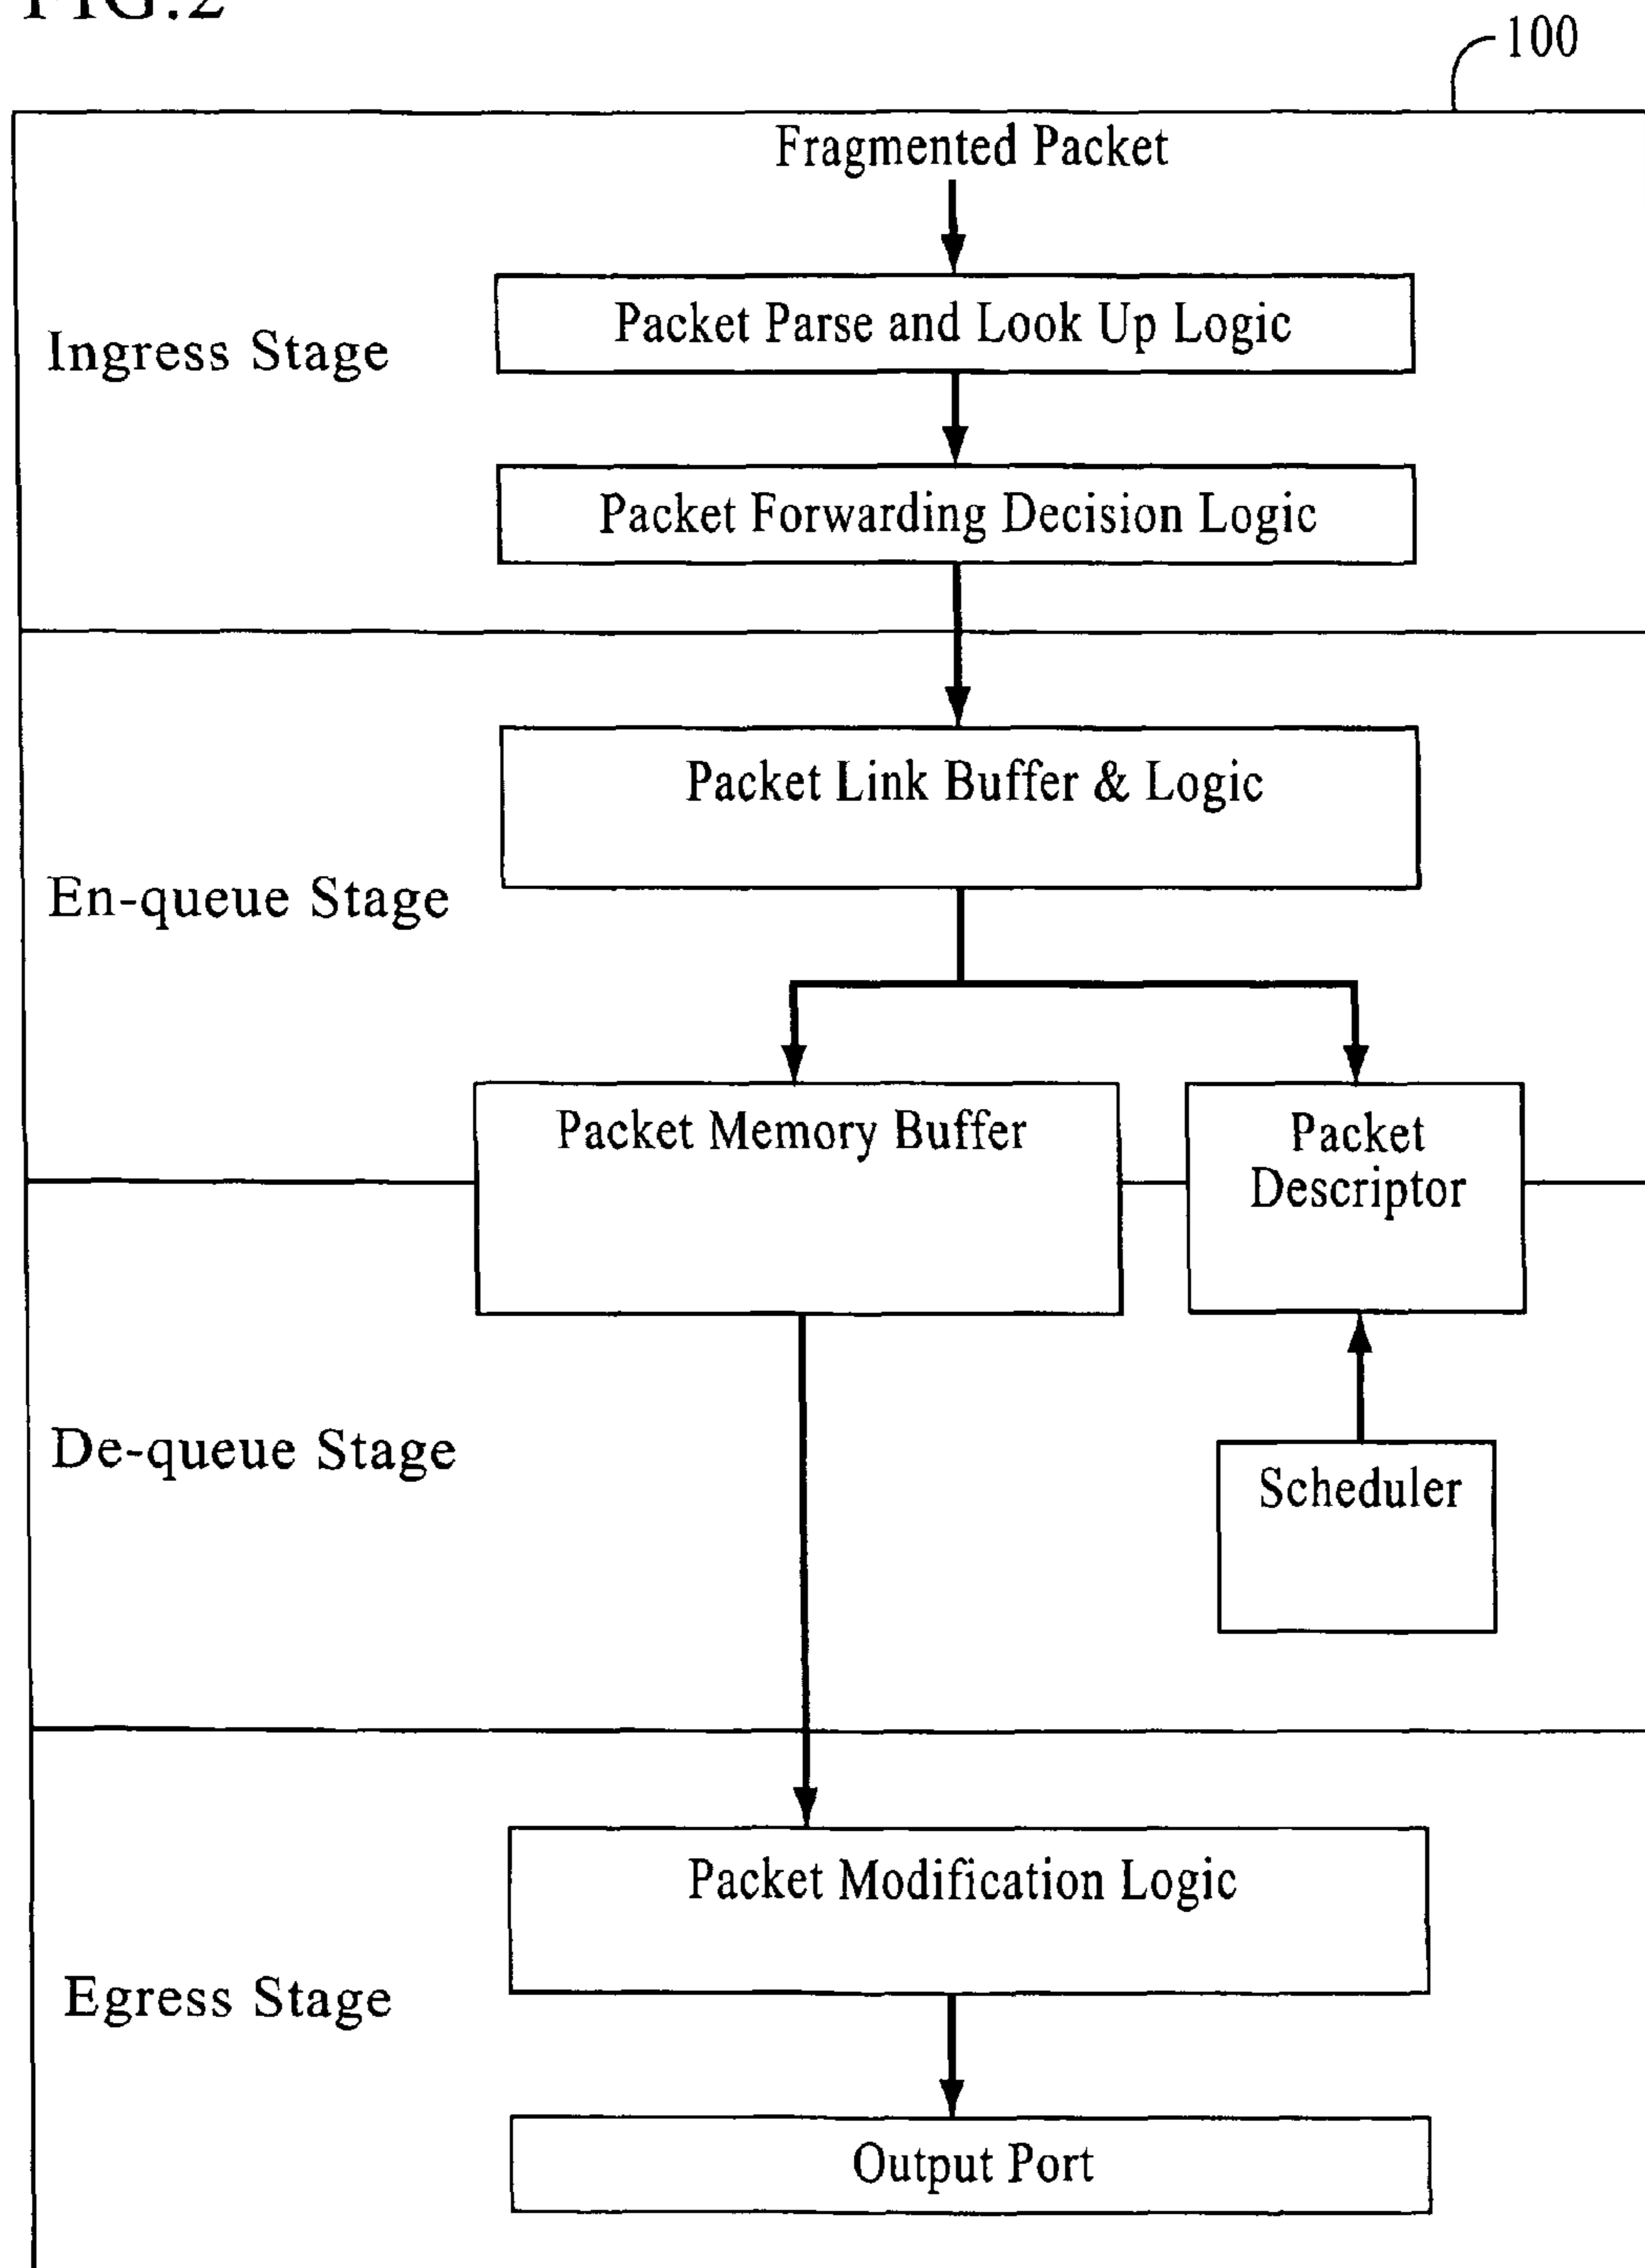 FIG.2
100
Fragmented Packet
Packet Parse and Look Up Logic
Ingress Stage
Packet Forwarding Decision Logic
Packet Link Buffer & Logic
En-queue Stage
Packet Memory Buffer
Packet
Descriptor
De-queue Stage
Scheduler
Packet Modification Logic
Egress Stage
Output Port